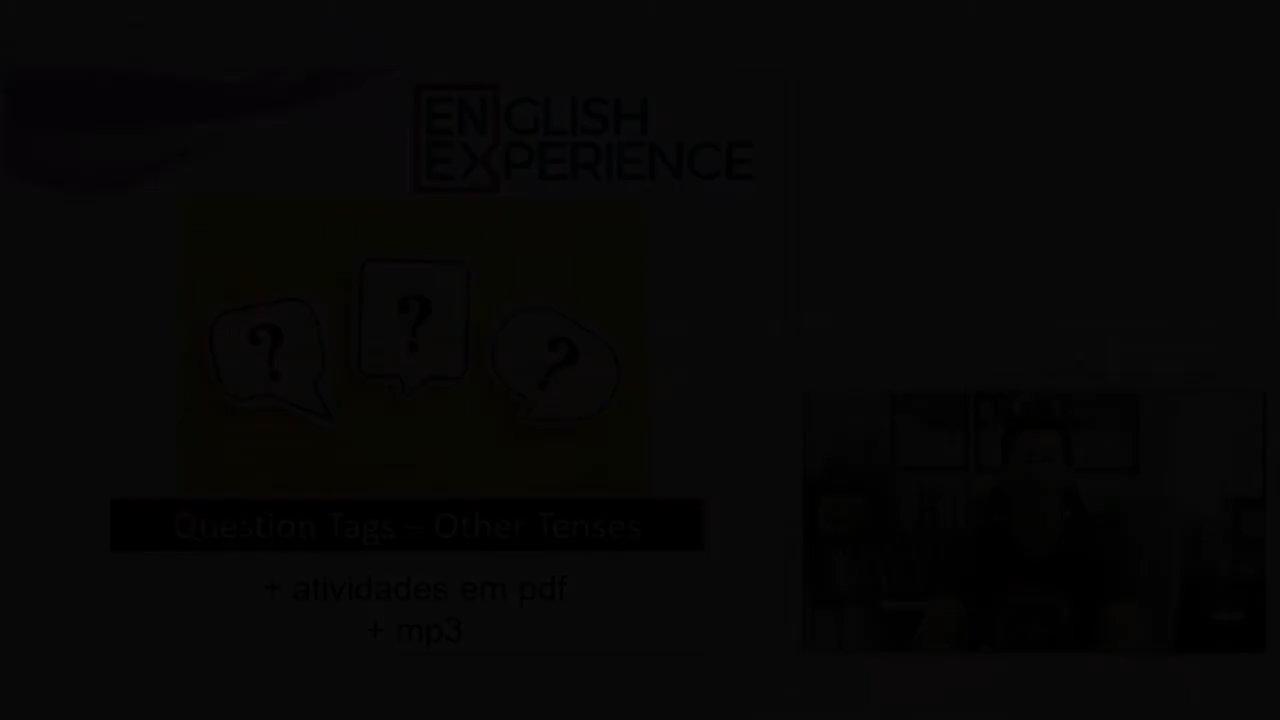 ENGLISH
EXPERIENCE
?
?
?
Question Tags – Other Tenses
+ atividades em pdf
+ mp3